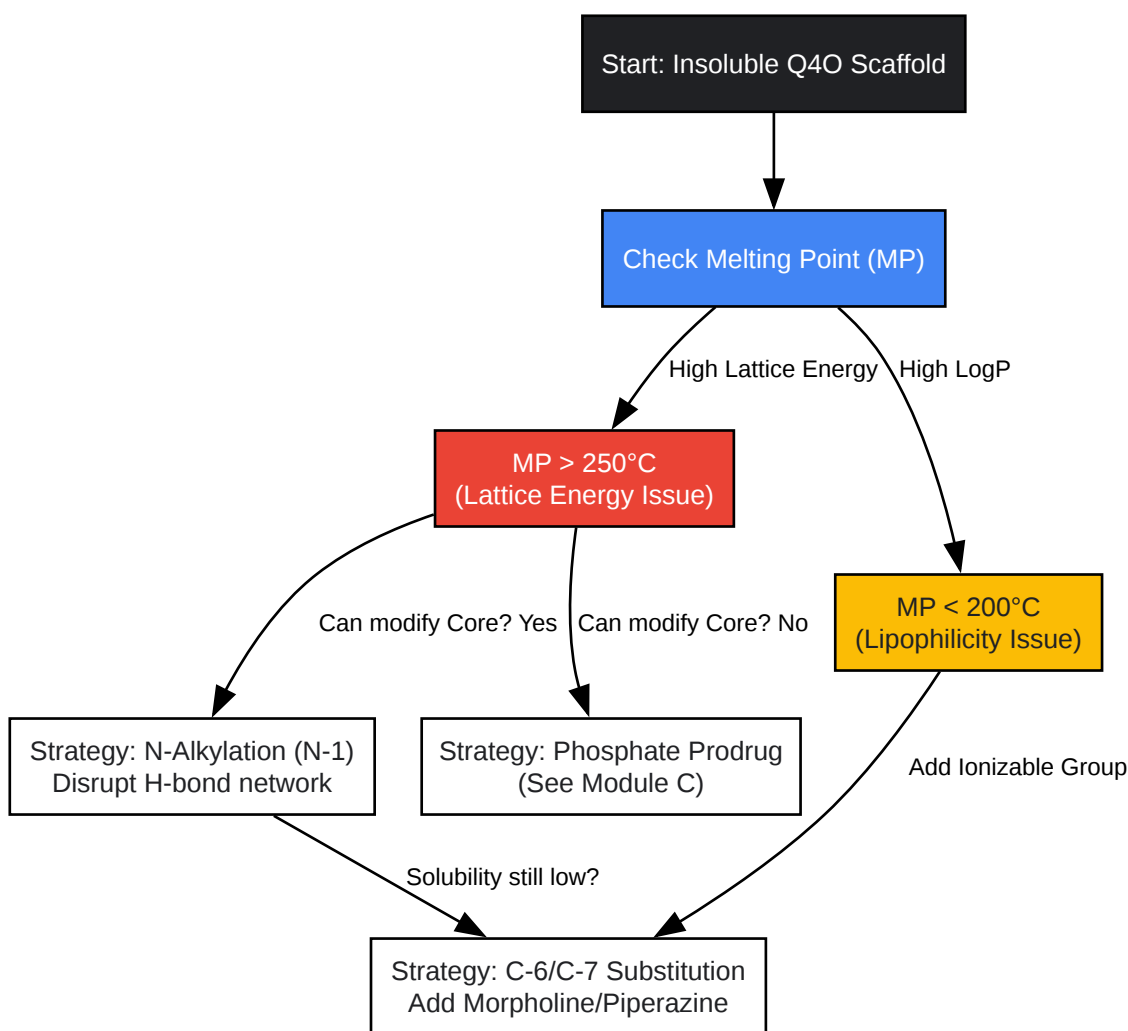 Start: Insoluble Q4O Scaffold
Check Melting Point (MP)
High Lattice Energy
High LogP
MP > 250°C
(Lattice Energy Issue)
MP < 200°C
(Lipophilicity Issue)
Can modify Core? Yes
Can modify Core? No
Strategy: N-Alkylation (N-1)
Disrupt H-bond network
Strategy: Phosphate Prodrug
(See Module C)
Add Ionizable Group
Solubility still low?
Strategy: C-6/C-7 Substitution
Add Morpholine/Piperazine